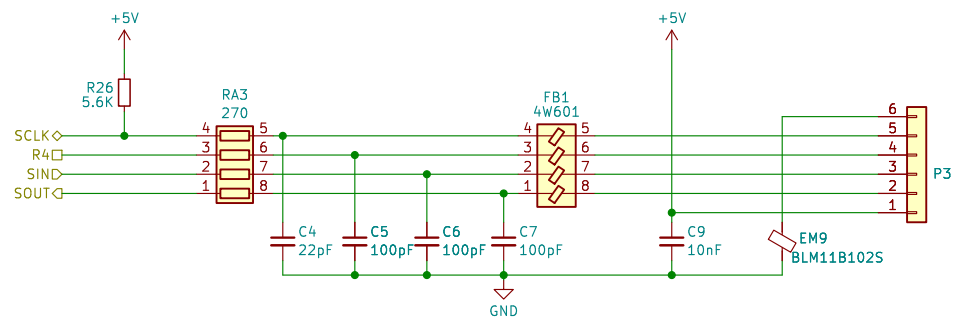 +5V
+5V
R26
5.6K
RA3
270
FB1
4W601
SCLK
R4
SIN
SOUT
4 5
3 6
2 7
1 8
4 5
3 6
2 7
1 8
6
5
4
3
2
1
P3
C4
22pF
C5
100pF
C6
100pF
C7
100pF
C9
10nF
EM9
BLM11B102S
GND